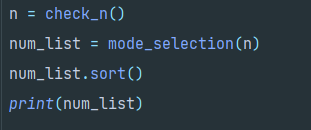 n = check_n()
num_list = mode_selection(n)
num_list.sort()
print(num_list)